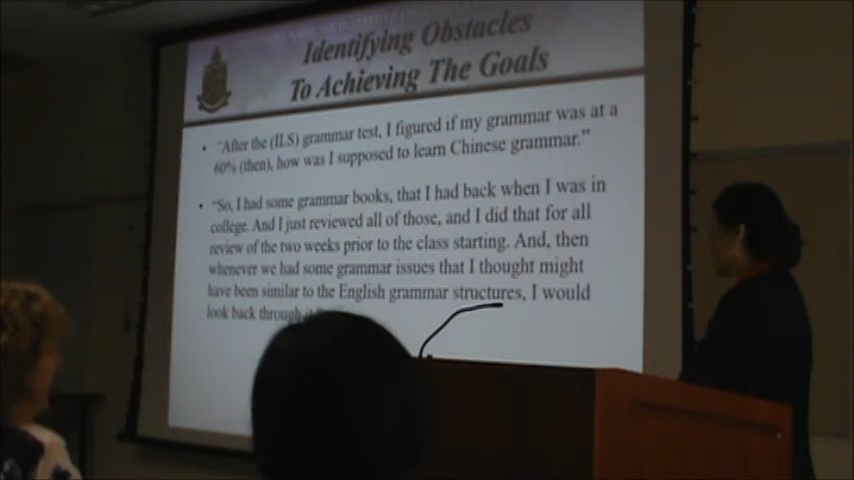 Identifying Obstacles
To Achieving The Goals
• "After the (ILS) grammar test, I figured if my grammar was at a
60% (then), how was I supposed to learn Chinese grammar."
• "So, I had some grammar books, that I had back when I was in
college. And I just reviewed all of those, and I did that for all
review of the two weeks prior to the class starting. And, then
whenever we had some grammar issues that I thought might
have been similar to the English grammar structures, I would
look back through